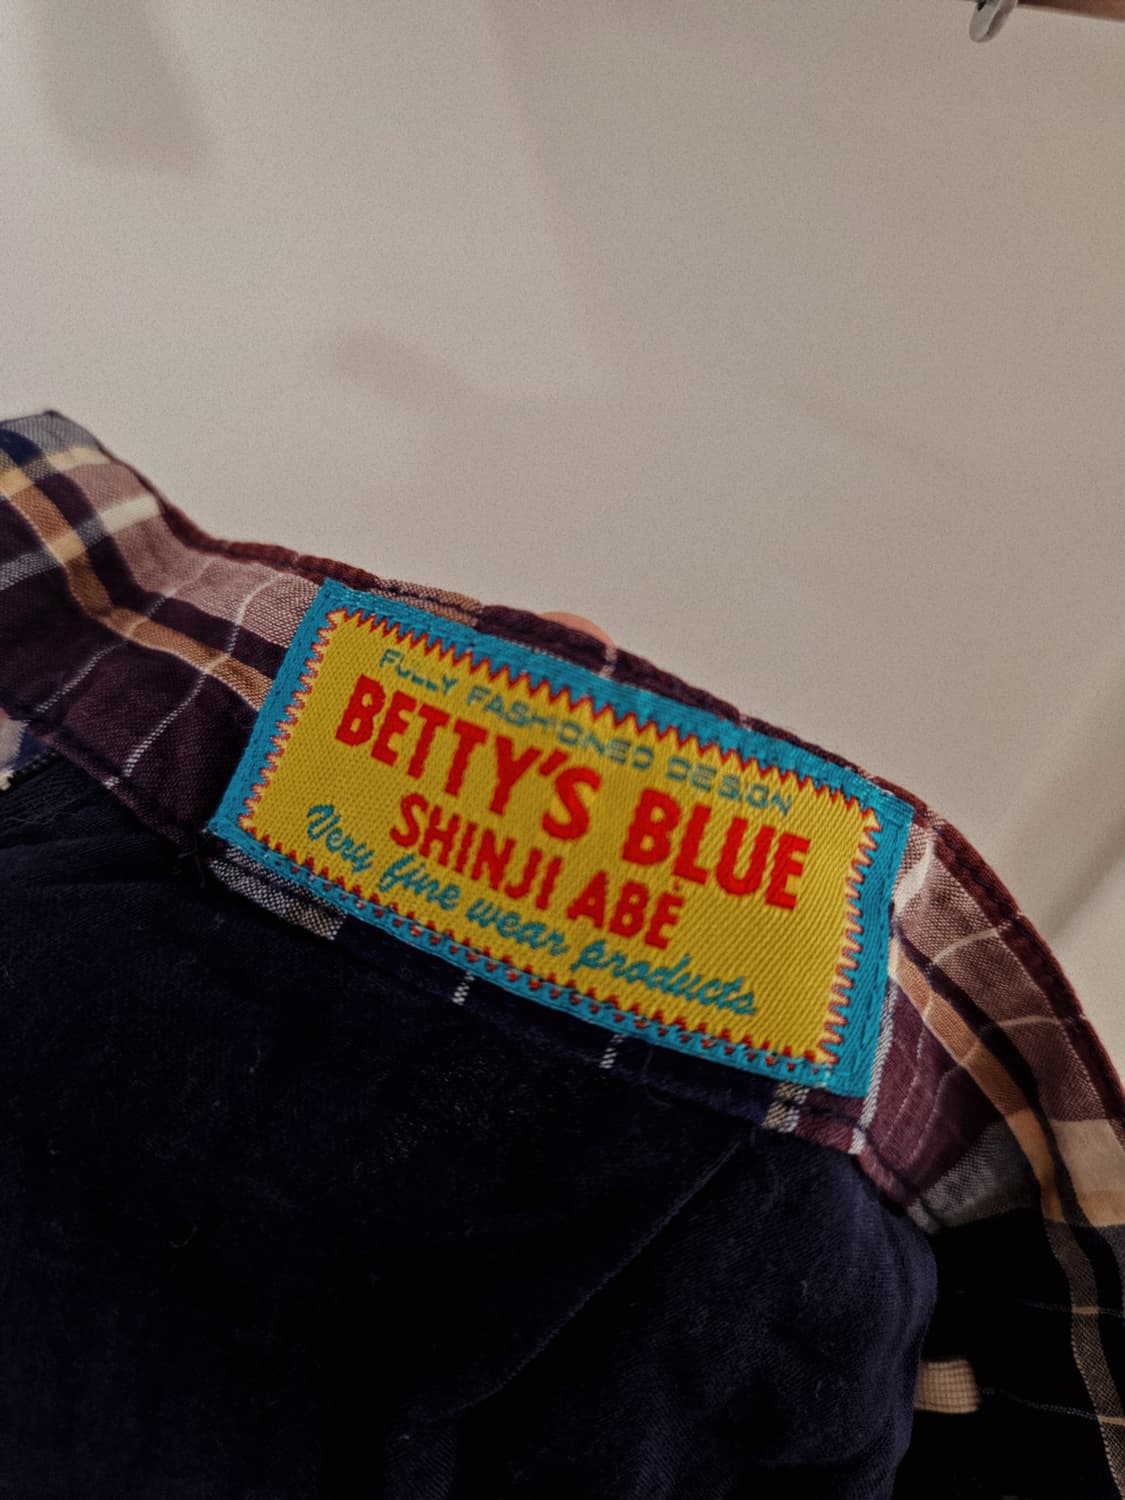 FULLY FASHIONED DESIGN
BETTY'S BLUE
SHINJI ABÉ
Very fine wear products